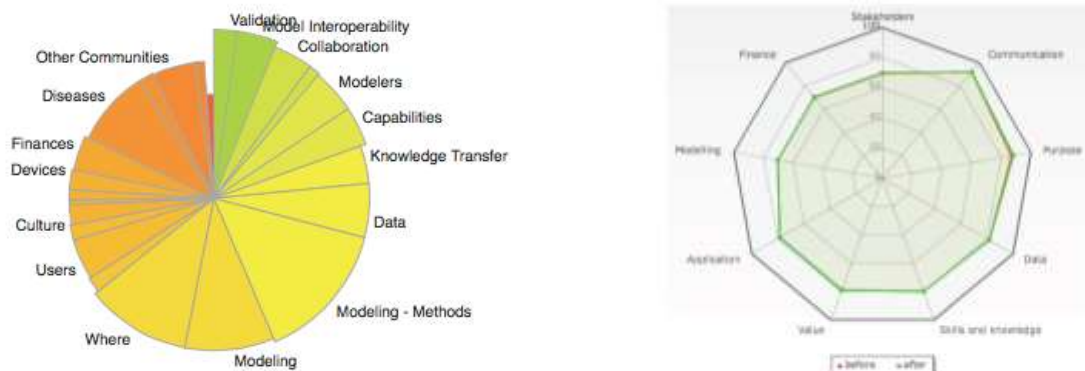 Validation
Model Interoperability
Collaboration
Other Communities
Modelers
Diseases
Capabilities
Finances
Knowledge Transfer
Devices
Data
Culture
Users
Modeling - Methods
Where
Modeling
Stakeholders
100
Finance
Communication
Modelling
Purpose
Application
Data
Value
Skills and knowledge
before after